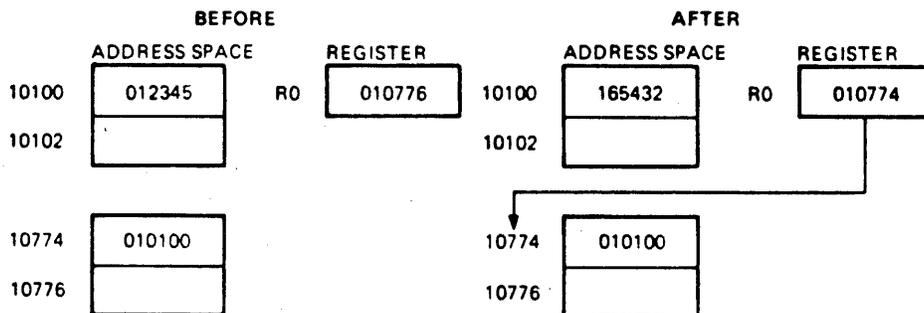 BEFORE AFTER
ADDRESS SPACE REGISTER ADDRESS SPACE REGISTER
10100 012345 R0 010776 10100 165432 R0 010774
10102 10102
10774 010100 10774 010100
10776 10776